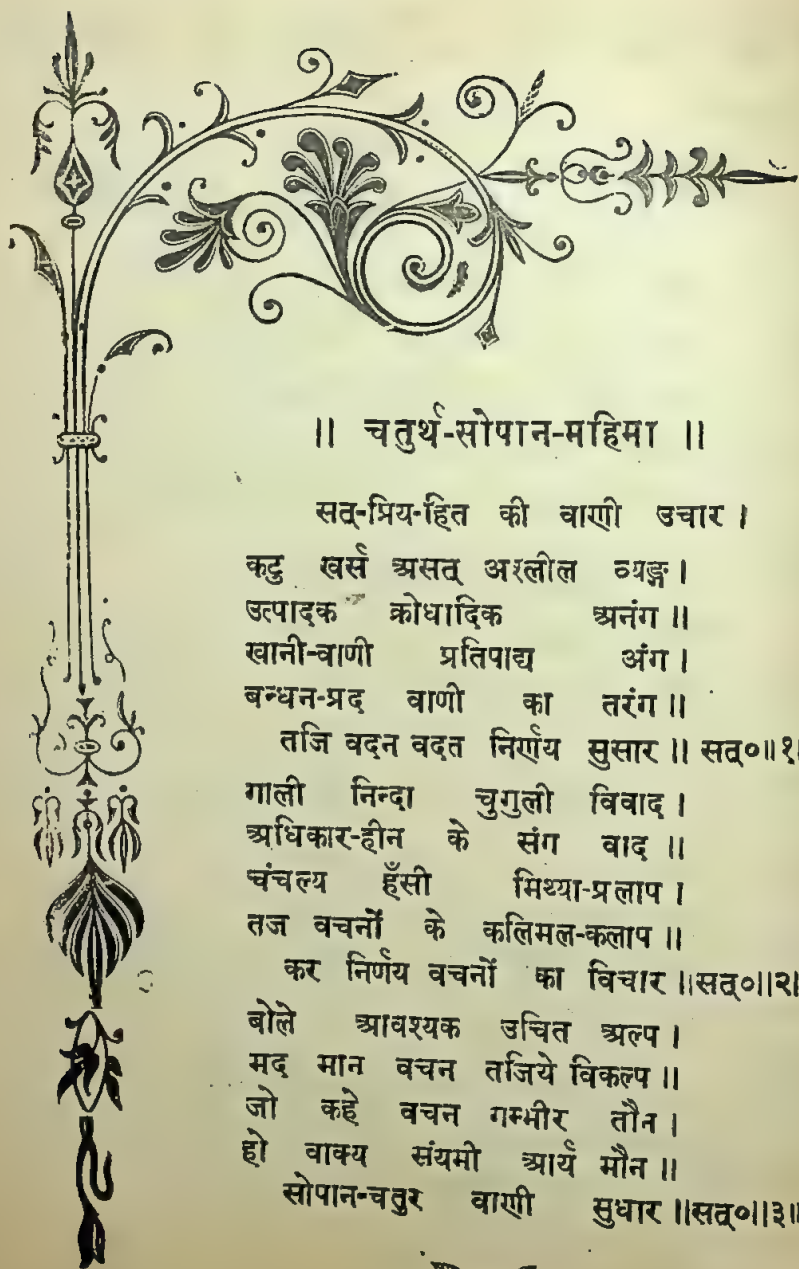 ॥ चतुर्थ-सोपान-महिमा ॥
सत्-प्रिय-हित की वाणी उचार ।
कटु खर्स असत् अश्लील व्यङ्ग ।
उत्पादक क्रोधादिक अनंग ॥
खानी-वाणी प्रतिपाद्य अंग ।
बन्धन-प्रद वाणी का तरंग ॥
तजि वदन वदत निर्णय सुसार ॥ सत्० ॥१।
गाली निन्दा चुगुली विवाद ।
अधिकार-हीन के संग वाद ॥
चंचल्य हँसी मिथ्या-प्रलाप ।
तज वचनों के कलिमल-कलाप ॥
कर निर्णय वचनों का विचार ॥सत्०॥२।
बोले आवश्यक उचित अल्प ।
मद मान वचन तजिये विकल्प ॥
जो कहे वचन गम्भीर तौन ।
हो वाक्य संयमी आर्य मौन ॥
सोपान-चतुर वाणी सुधार ॥सत्०॥३॥